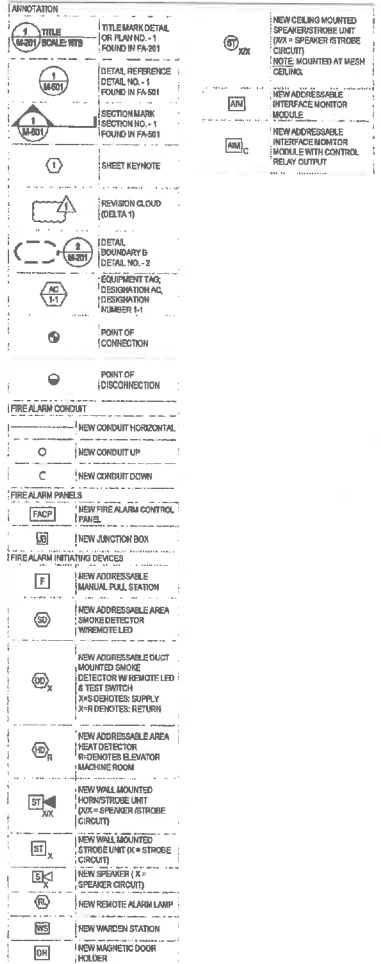 ANNOTATION
1 TITLE
M-201 SCALE: NTS
TITLE MARK DETAIL
OR PLAN NO. - 1
FOUND IN FA-201
1
M-501
DETAIL REFERENCE
DETAIL NO. - 1
FOUND IN FA-501
1
M-501
SECTION MARK
SECTION NO. - 1
FOUND IN FA-501
1
SHEET KEYNOTE
1
REVISION CLOUD
(DELTA 1)
2
M-201
DETAIL
BOUNDARY B
DETAIL NO. - 2
AC
1-1
EQUIPMENT TAG;
DESIGNATION AC,
DESIGNATION
NUMBER 1-1
POINT OF
CONNECTION
POINT OF
DISCONNECTION
FIRE ALARM CONDUIT
NEW CONDUIT HORIZONTAL
O NEW CONDUIT UP
C NEW CONDUIT DOWN
FIRE ALARM PANELS
FACP
NEW FIRE ALARM CONTROL
PANEL
JB NEW JUNCTION BOX
FIRE ALARM INITIATING DEVICES
F
NEW ADDRESSABLE
MANUAL PULL STATION
SD
NEW ADDRESSABLE AREA
SMOKE DETECTOR
W/REMOTE LED
DD X
NEW ADDRESSABLE DUCT
MOUNTED SMOKE
DETECTOR W/ REMOTE LED
& TEST SWITCH
X=S DENOTES: SUPPLY
X=R DENOTES: RETURN
HD R
NEW ADDRESSABLE AREA
HEAT DETECTOR
R=DENOTES ELEVATOR
MACHINE ROOM
ST X/X
NEW WALL MOUNTED
HORN/STROBE UNIT
(X/X = SPEAKER /STROBE
CIRCUIT)
ST X
NEW WALL MOUNTED
STROBE UNIT (X = STROBE
CIRCUIT)
S X
NEW SPEAKER ( X =
SPEAKER CIRCUIT)
RL NEW REMOTE ALARM LAMP
WS NEW WARDEN STATION
DH
NEW MAGNETIC DOOR
HOLDER
ST X/X
NEW CEILING MOUNTED
SPEAKER/STROBE UNIT
(X/X = SPEAKER /STROBE
CIRCUIT)
NOTE: MOUNTED AT MESH
CEILING.
AIM
NEW ADDRESSABLE
INTERFACE MONITOR
MODULE
AIM C
NEW ADDRESSABLE
INTERFACE MONITOR
MODULE WITH CONTROL
RELAY OUTPUT